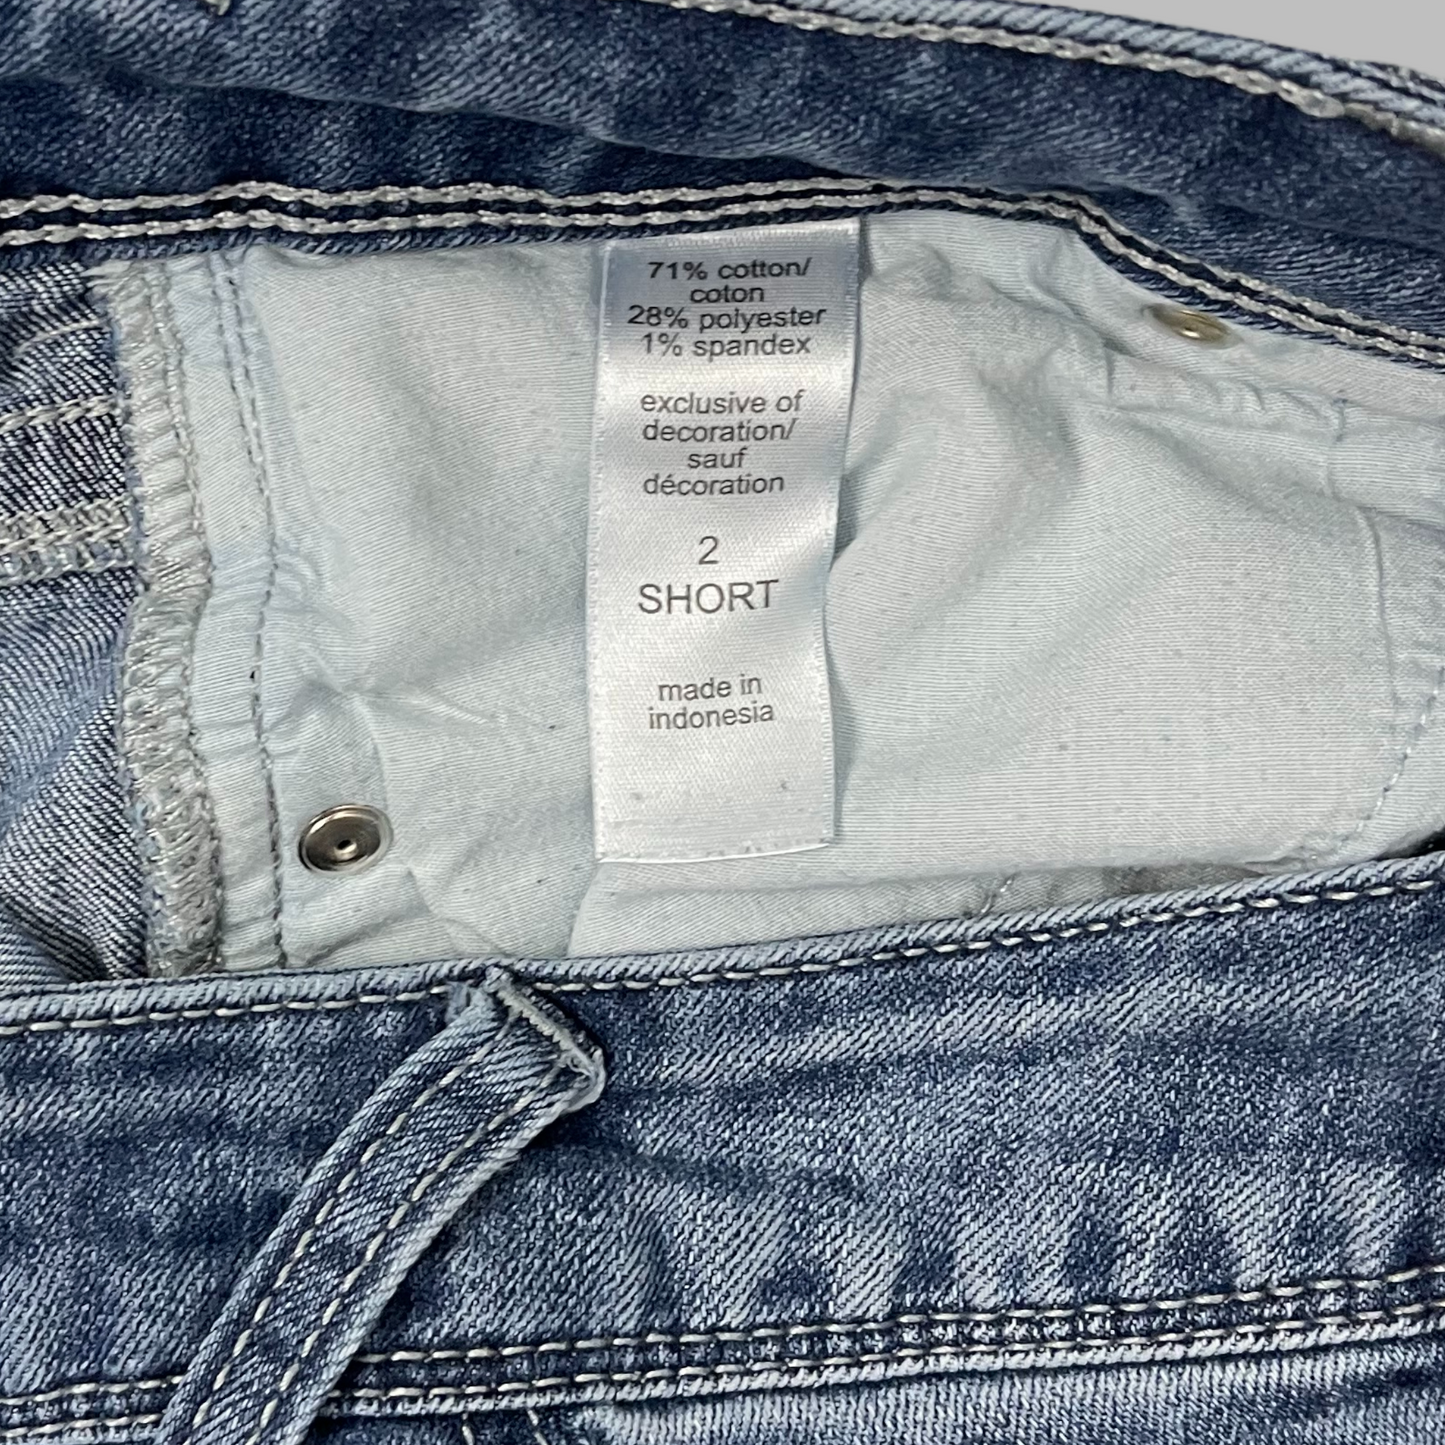 71% cotton/
coton
28% polyester
1% spandex
exclusive of
decoration/
sauf
décoration
2
SHORT
made in
indonesia